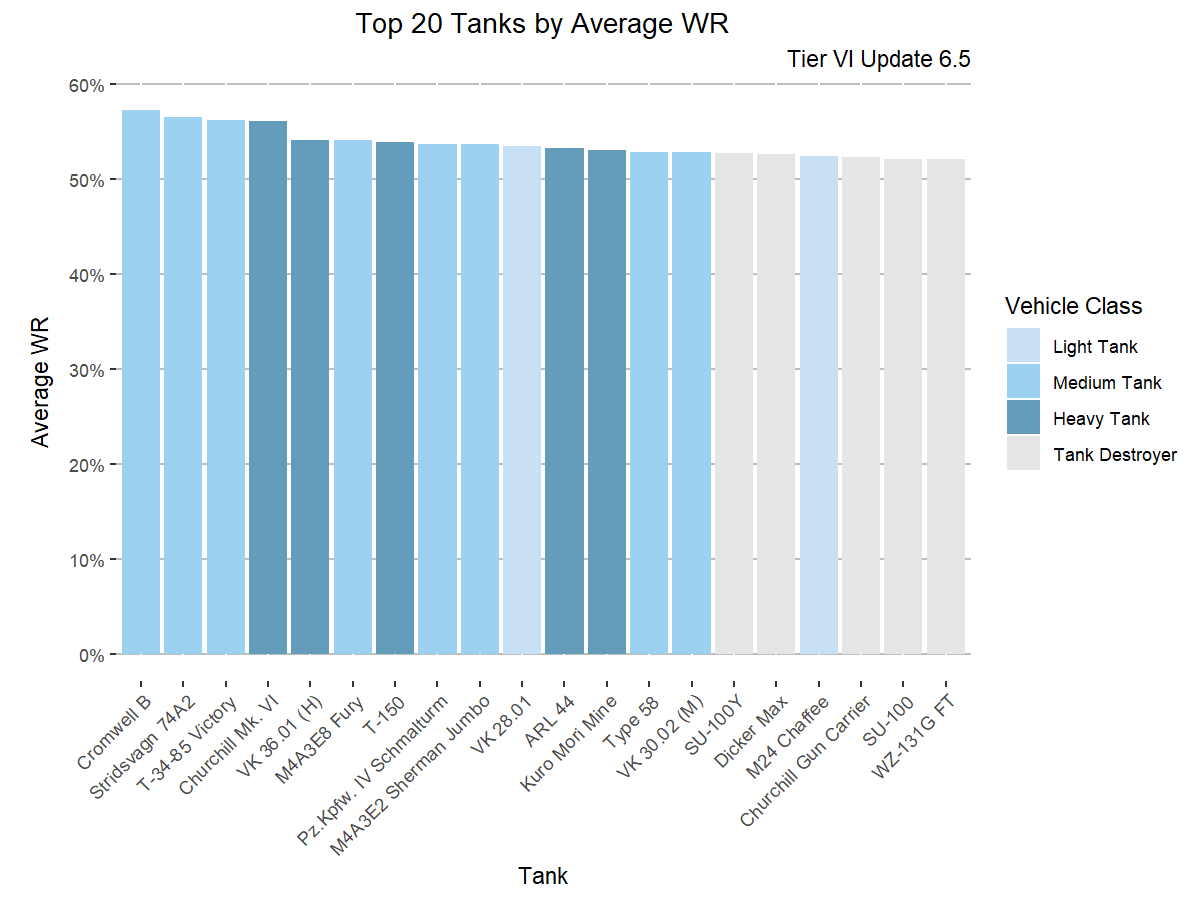 Top 20 Tanks by Average WR
Tier VI Update 6.5
60%
50%
40%
30%
20%
10%
0%
Average WR
Cromwell B
Stridsvagn 74A2
T-34-85 Victory
Churchill Mk. VI
VK 36.01 (H)
M4A3E8 Fury
T-150
Pz.Kpfw. IV Schmalturm
M4A3E2 Sherman Jumbo
VK 28.01
ARL 44
Kuro Mori Mine
Type 58
VK 30.02 (M)
SU-100Y
Dicker Max
M24 Chaffee
Churchill Gun Carrier
SU-100
WZ-131G FT
Tank
Vehicle Class
Light Tank
Medium Tank
Heavy Tank
Tank Destroyer